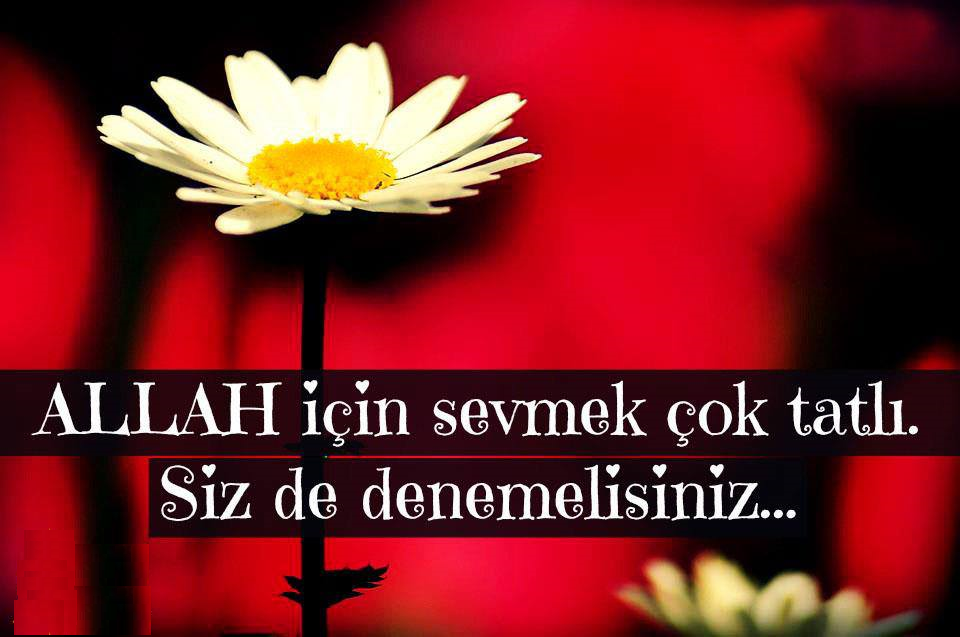 ALLAH için sevmek çok tatlı.
Siz de denemelisiniz...